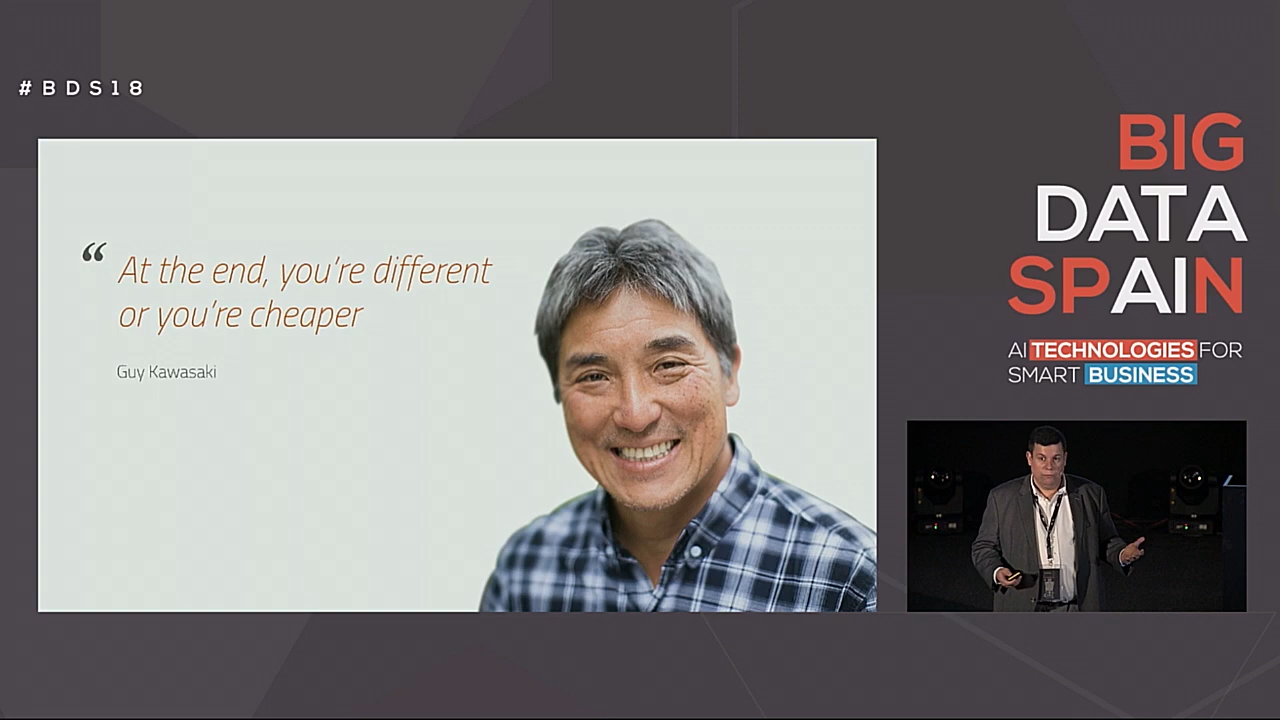 #BDS18
“ At the end, you're different
or you're cheaper
Guy Kawasaki
BIG
DATA
SPAIN
AI TECHNOLOGIES FOR
SMART BUSINESS